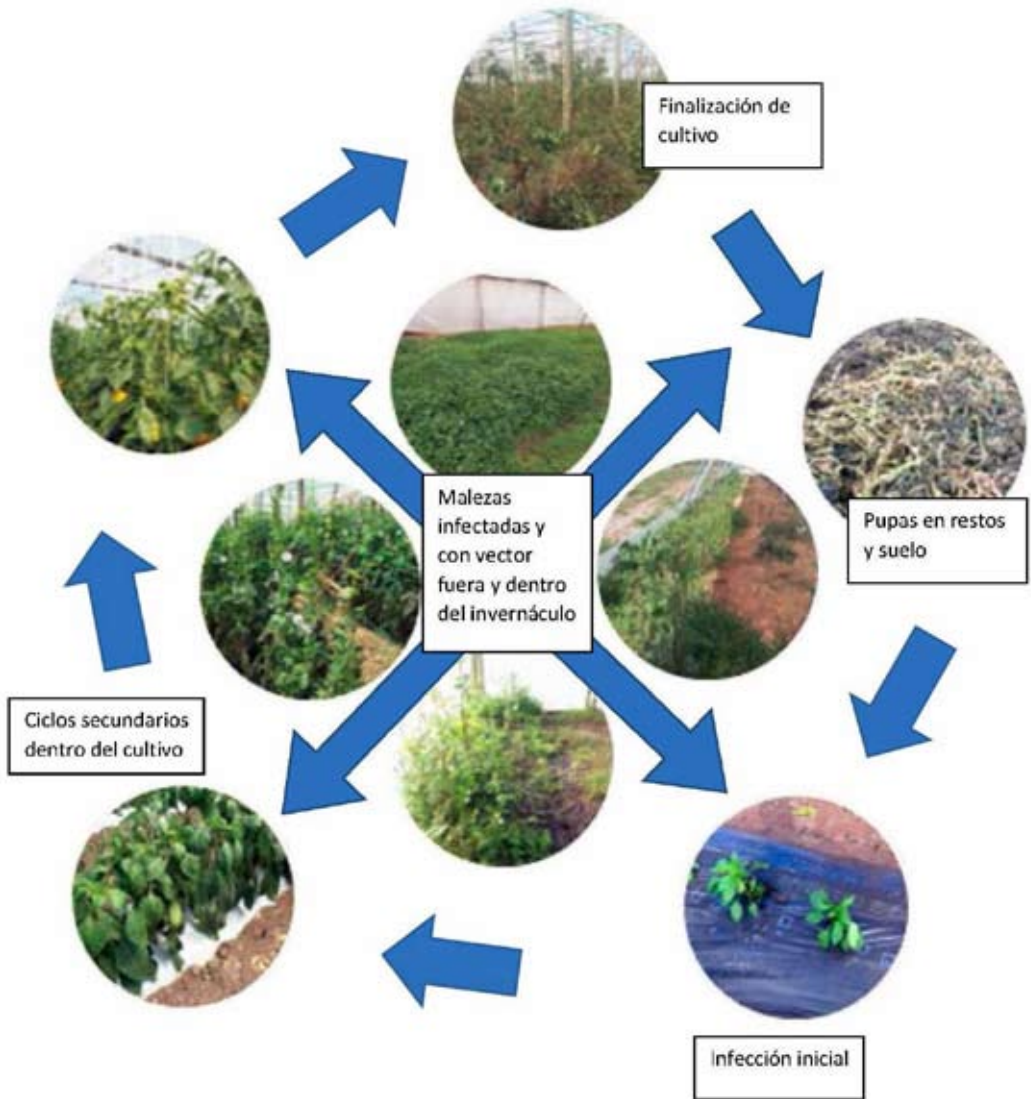 Finalización de
cultivo
Malezas
infectadas y
con vector
fuera y dentro
del invernáculo
Pupas en restos
y suelo
Ciclos secundarios
dentro del cultivo
Infección inicial